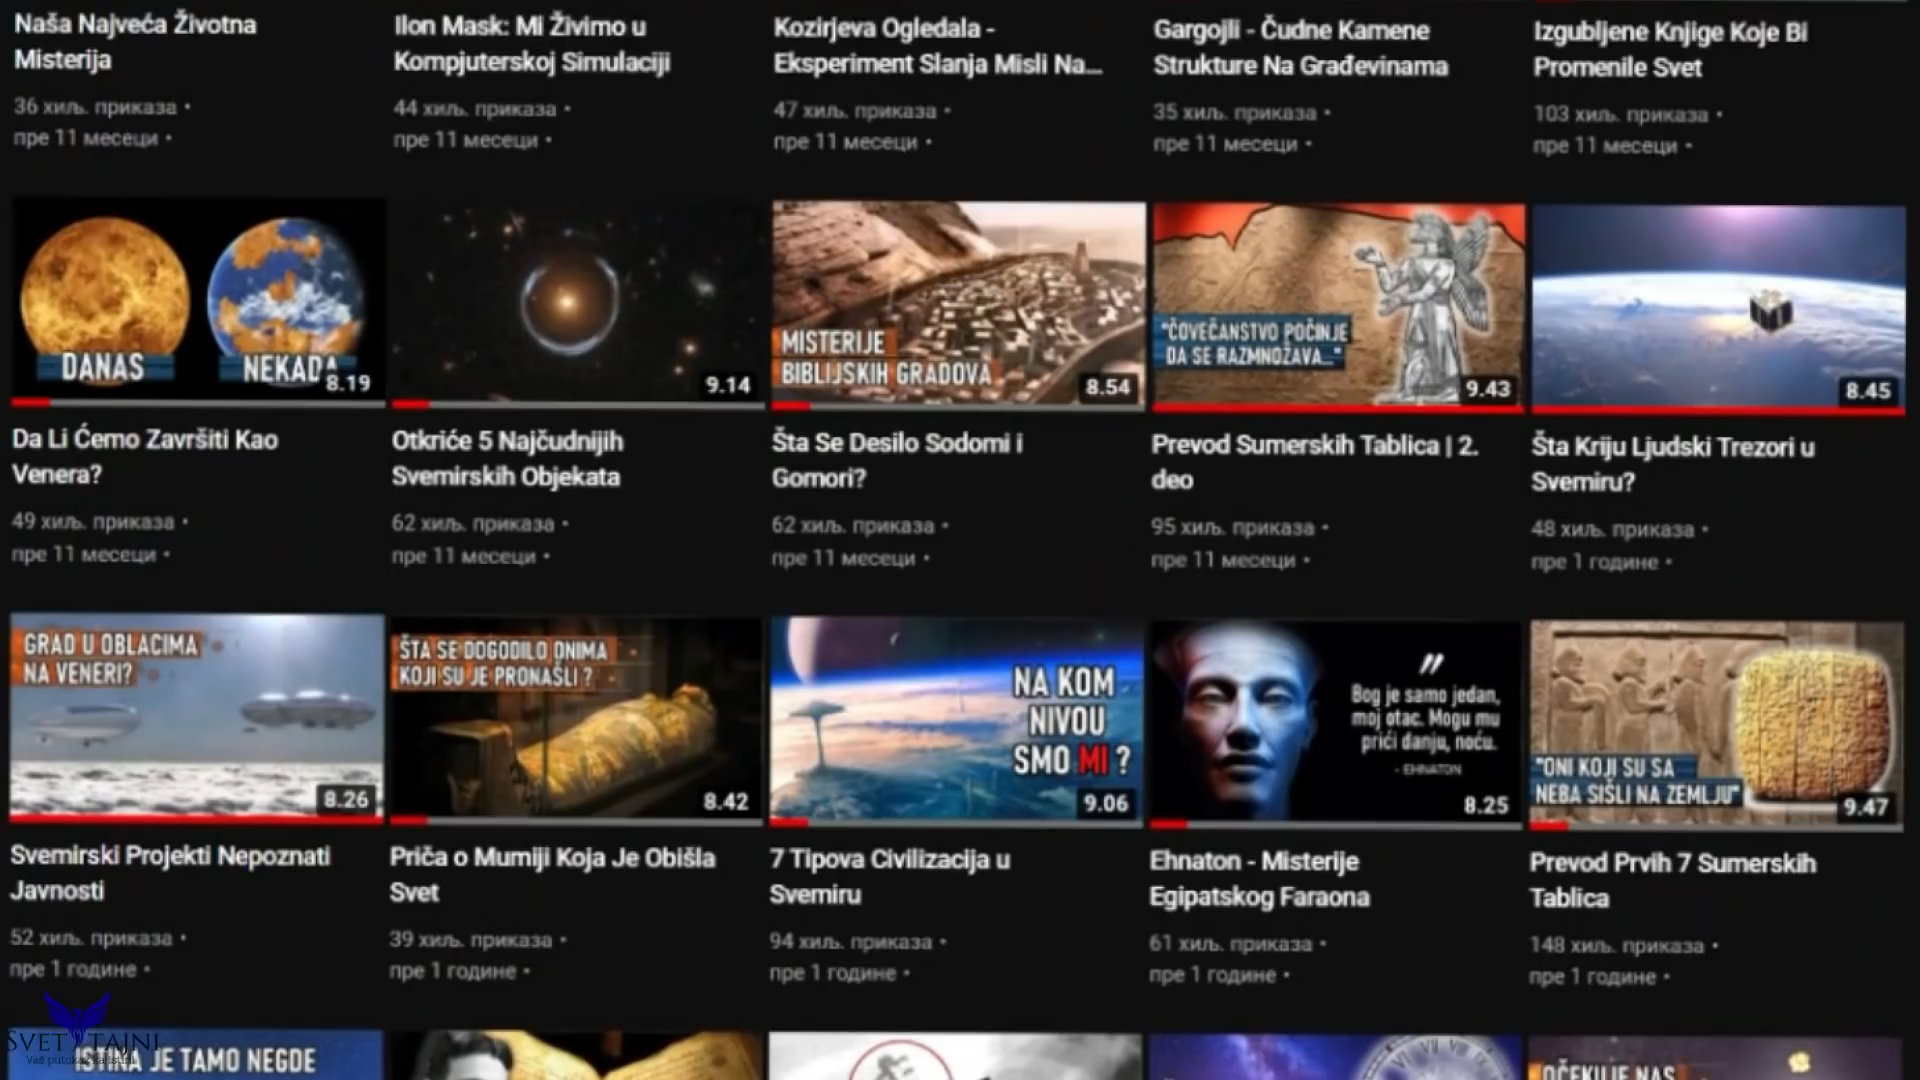 Naša Najveća Životna
Misterija
36 хиљ. приказа •
пре 11 месеци •
Ilon Mask: Mi Živimo u
Kompjuterskoj Simulaciji
44 хиљ. приказа •
пре 11 месеци •
Kozirjeva Ogledala -
Eksperiment Slanja Misli Na...
47 хиљ. приказа •
пре 11 месеци •
Gargojli - Čudne Kamene
Strukture Na Građevinama
35 хиљ. приказа •
пре 11 месеци •
Izgubljene Knjige Koje Bi
Promenile Svet
103 хиљ. приказа •
пре 11 месеци •
DANAS
NEKADA
8.19
Da Li Ćemo Završiti Kao
Venera?
49 хиљ. приказа •
пре 11 месеци •
9.14
Otkriće 5 Najčudnijih
Svemirskih Objekata
62 хиљ. приказа •
пре 11 месеци •
MISTERIJE
BIBLIJSKIH GRADOVA
8.54
Šta Se Desilo Sodomi i
Gomori?
62 хиљ. приказа •
пре 11 месеци •
"ČOVEČANSTVO POČINJE
DA SE RAZMNOŽAVA..."
9.43
Prevod Sumerskih Tablica | 2.
deo
95 хиљ. приказа •
пре 11 месеци •
8.45
Šta Kriju Ljudski Trezori u
Svemiru?
48 хиљ. приказа •
пре 1 године •
GRAD U OBLACIMA
NA VENERI?
8.26
Svemirski Projekti Nepoznati
Javnosti
52 хиљ. приказа •
пре 1 године •
ŠTA SE DOGODILO ONIMA
KOJI SU JE PRONAŠLI ?
8.42
Priča o Mumiji Koja Je Obišla
Svet
39 хиљ. приказа •
пре 1 године •
NA KOM
NIVOU
SMO MI ?
9.06
7 Tipova Civilizacija u
Svemiru
94 хиљ. приказа •
пре 1 године •
"
Bog je samo jedan,
moj otac. Mogu mu
prići danju, noću.
- EHNATON
8.25
Ehnaton - Misterije
Egipatskog Faraona
61 хиљ. приказа •
пре 1 године •
"ONI KOJI SU SA
NEBA SIŠLI NA ZEMLJU"
9.47
Prevod Prvih 7 Sumerskih
Tablica
148 хиљ. приказа •
пре 1 године •
SVET TAJNI
Vaš putokaz
ISTINA JE TAMO NEGDE
OČEKUJE NAS